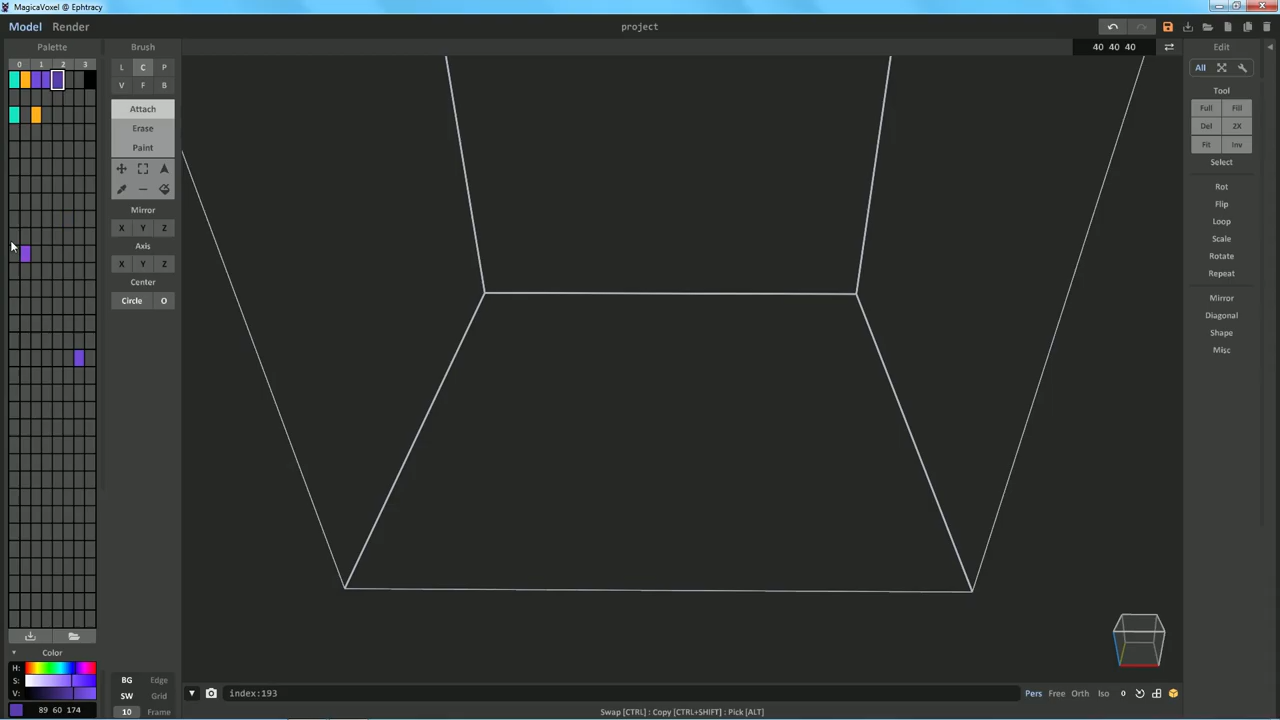 MagicaVoxel @ Ephtracy
Model Render
project
Palette
Brush
40 40 40
Edit
0 1 2 3
L C P
V F B
All
Attach
Erase
Paint
Tool
Full Fill
Del 2X
Fit Inv
Select
Mirror
X Y Z
Axis
X Y Z
Center
Circle O
Rot
Flip
Loop
Scale
Rotate
Repeat
Mirror
Diagonal
Shape
Misc
Color
H:
S:
V:
89 60 174
BG Edge
SW Grid
10 Frame
index:193
Pers Free Orth Iso 0
Swap [CTRL] : Copy [CTRL+SHIFT] : Pick [ALT]